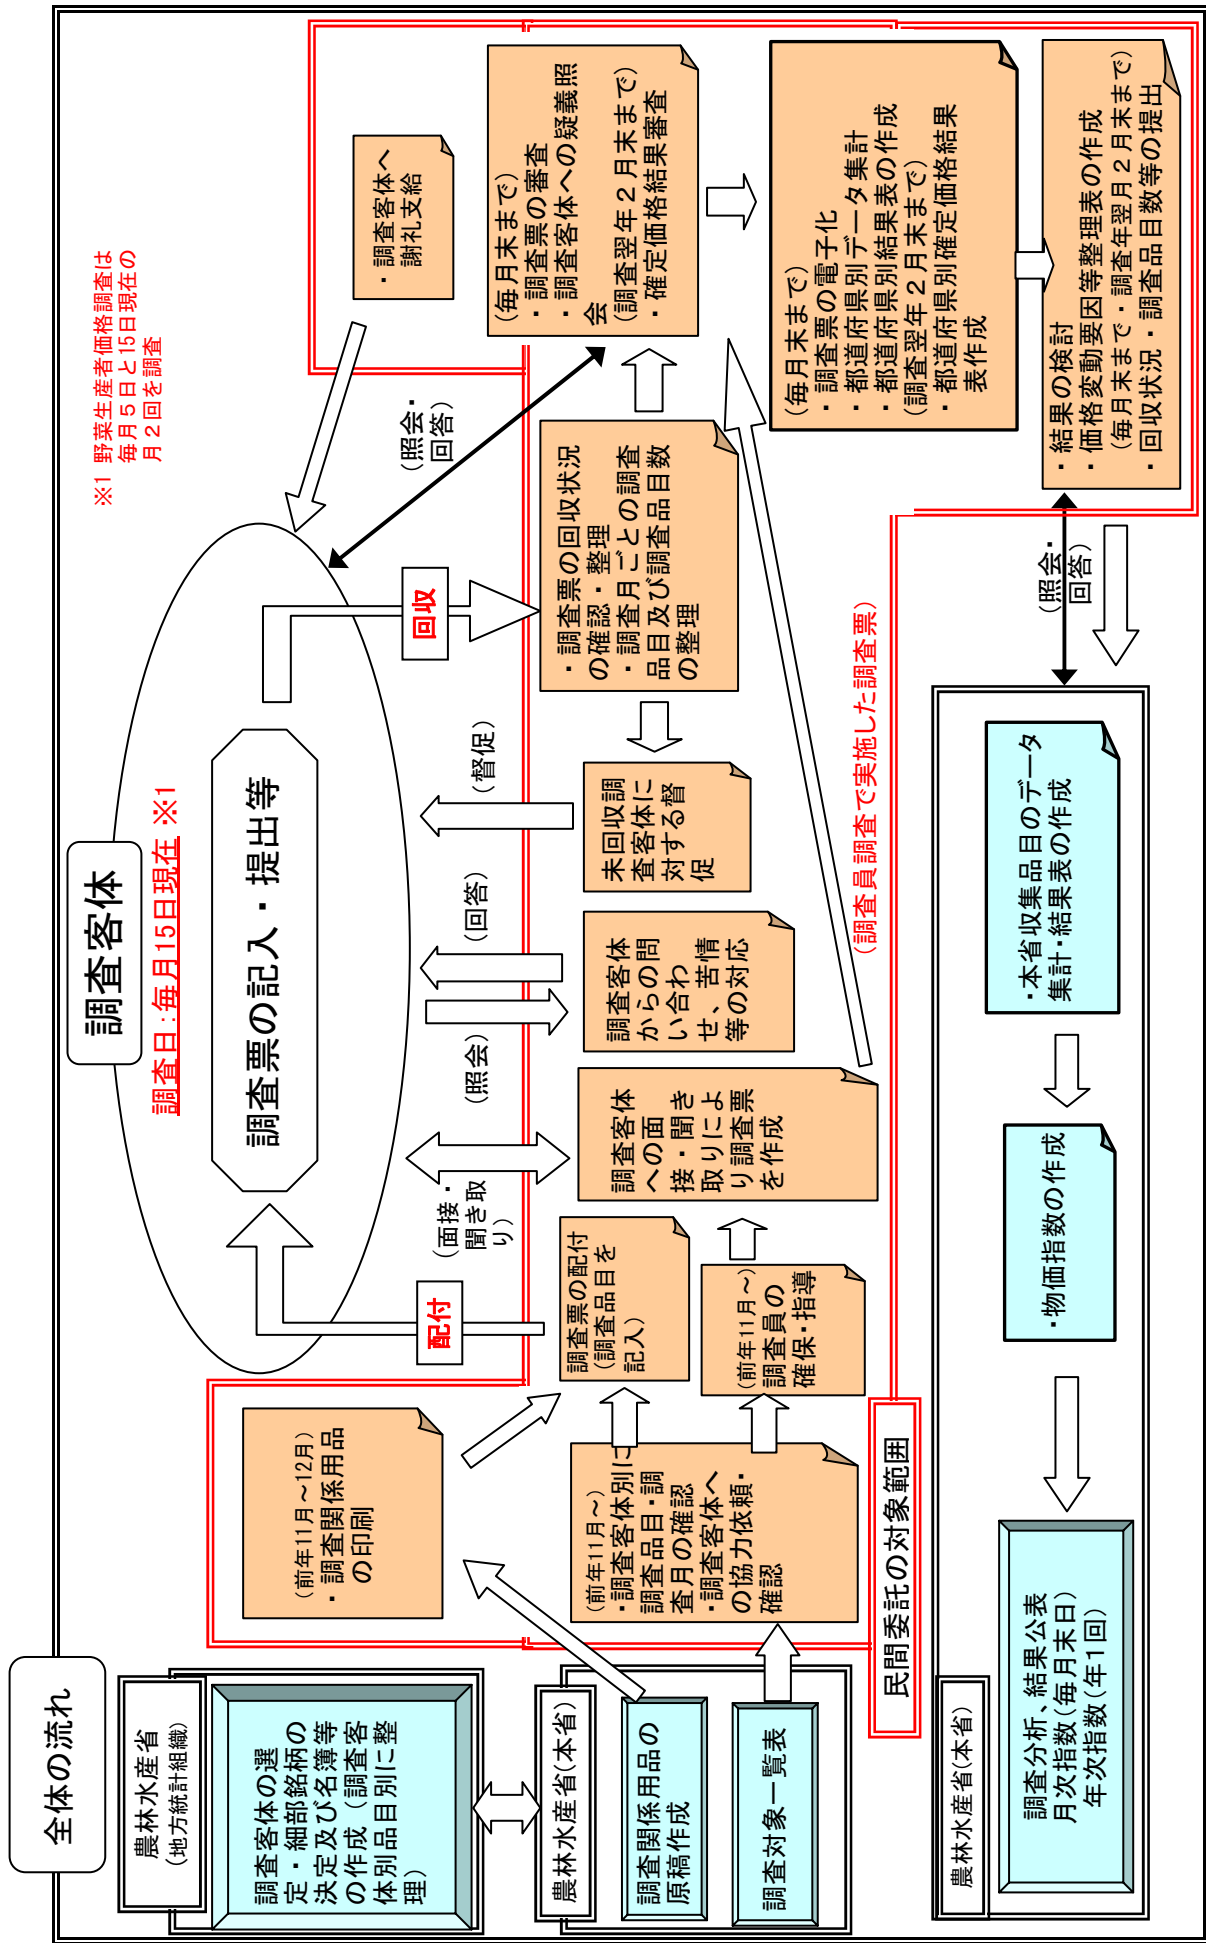 全体の流れ
農林水産省
(地方統計組織)
調査客体の選
定・細部銘柄の
決定及び名簿等
の作成（調査客
体別品目別に整
理）
農林水産省(本省)
調査関係用品の
原稿作成
調査対象一覧表
(前年11月～12月)
・調査関係用品
の印刷
(前年11月～)
・調査客体別に
調査品目・調
査月の確認
・調査客体へ
の協力依頼・
確認
民間委託の対象範囲
調査票の配付
(調査品目を
記入)
(前年11月～)
調査員の
確保・指導
配付
調査客体
調査日：毎月15日現在 ※1
調査票の記入・提出等
※1 野菜生産者価格調査は
毎月５日と15日現在の
月２回を調査
(面接・
聞き取
り)
(照会)
(回答)
(督促)
回収
(照会・
回答)
調査客体
への面
接・聞き
取りによ
り調査票
を作成
調査客体
からの問
い合わ
せ、苦情
等の対応
未回収調
査客体に
対する督
促
・調査票の回収状況
の確認・整理
・調査月ごとの調査
品目及び調査品目数
の整理
(調査員調査で実施した調査票)
・調査客体へ
謝礼支給
(毎月末まで)
・調査票の審査
・調査客体への疑義照
会
(調査翌年２月末まで)
・確定価格結果審査
(毎月末まで)
・調査票の電子化
・都道府県別データ集計
・都道府県別結果表の作成
(調査翌年２月末まで)
・都道府県別確定価格結果
表作成
・結果の検討
・価格変動要因等整理表の作成
(毎月末まで・調査年翌月２月末まで)
・回収状況・調査品目数等の提出
(照会・
回答)
農林水産省(本省)
・本省収集品目のデータ
集計・結果表の作成
・物価指数の作成
調査分析、結果公表
月次指数(毎月末日)
年次指数(年１回)